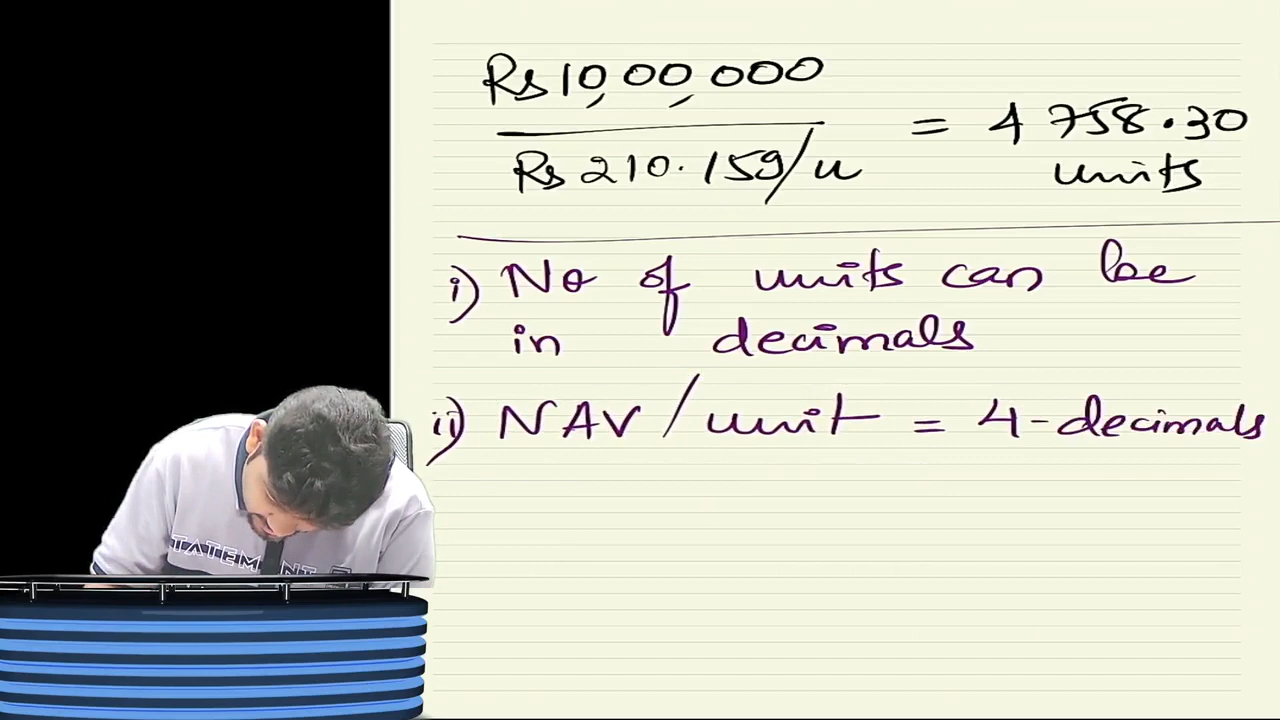 Rs 10,00,000
Rs 210.159/u
= 4758.30
units
i) No of units can be
in decimals
ii) NAV/unit = 4-decimals
TATEMENT